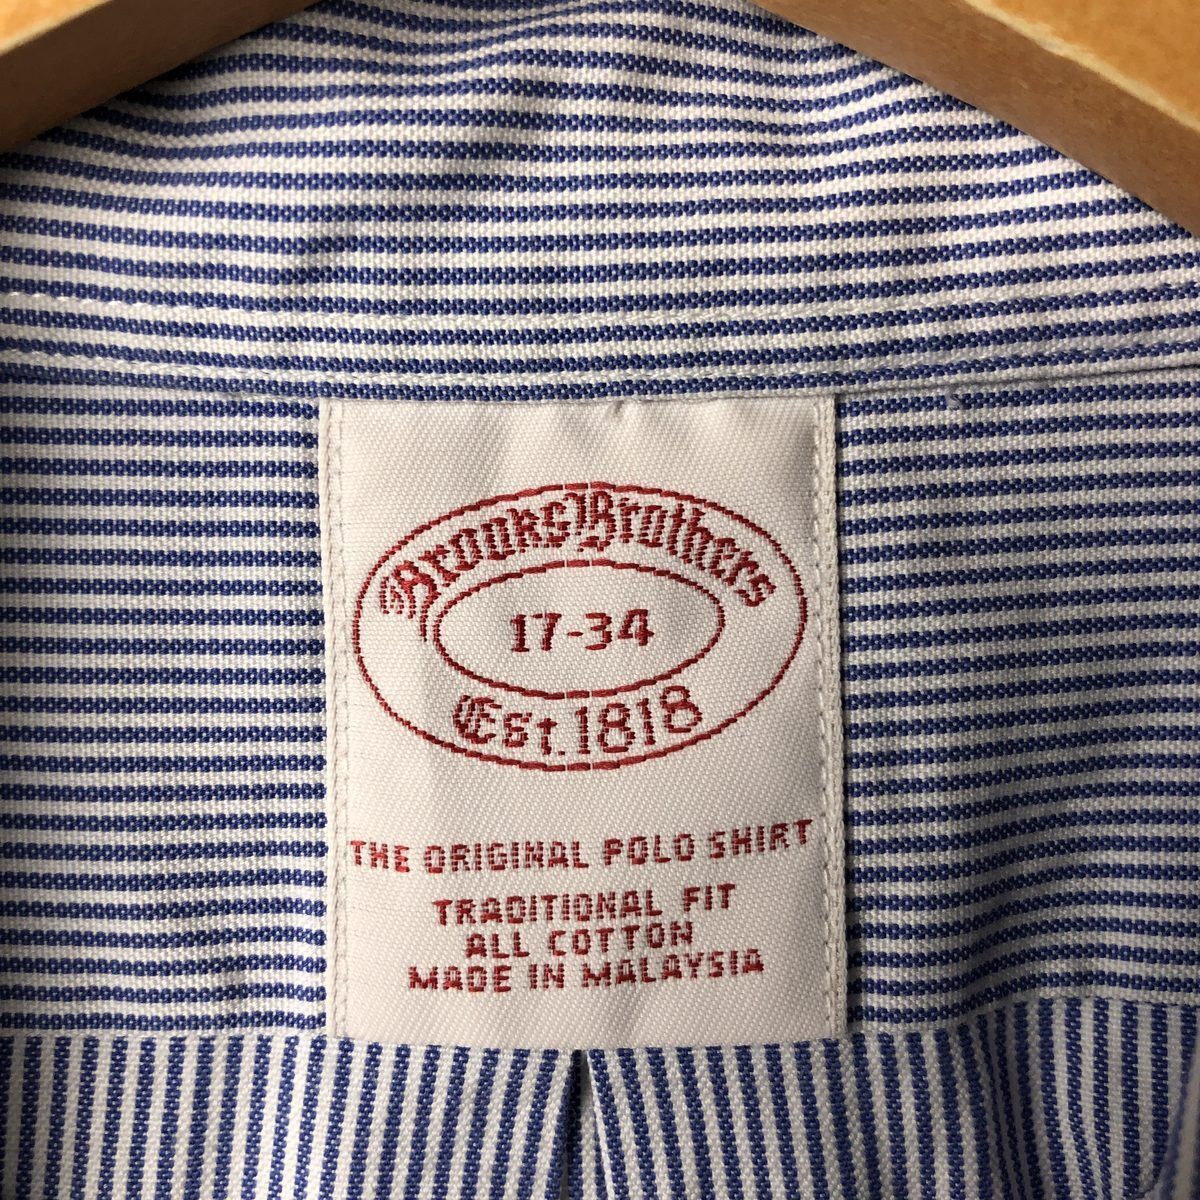 Brooks Brothers
17-34
Est. 1818
THE ORIGINAL POLO SHIRT
TRADITIONAL FIT
ALL COTTON
MADE IN MALAYSIA